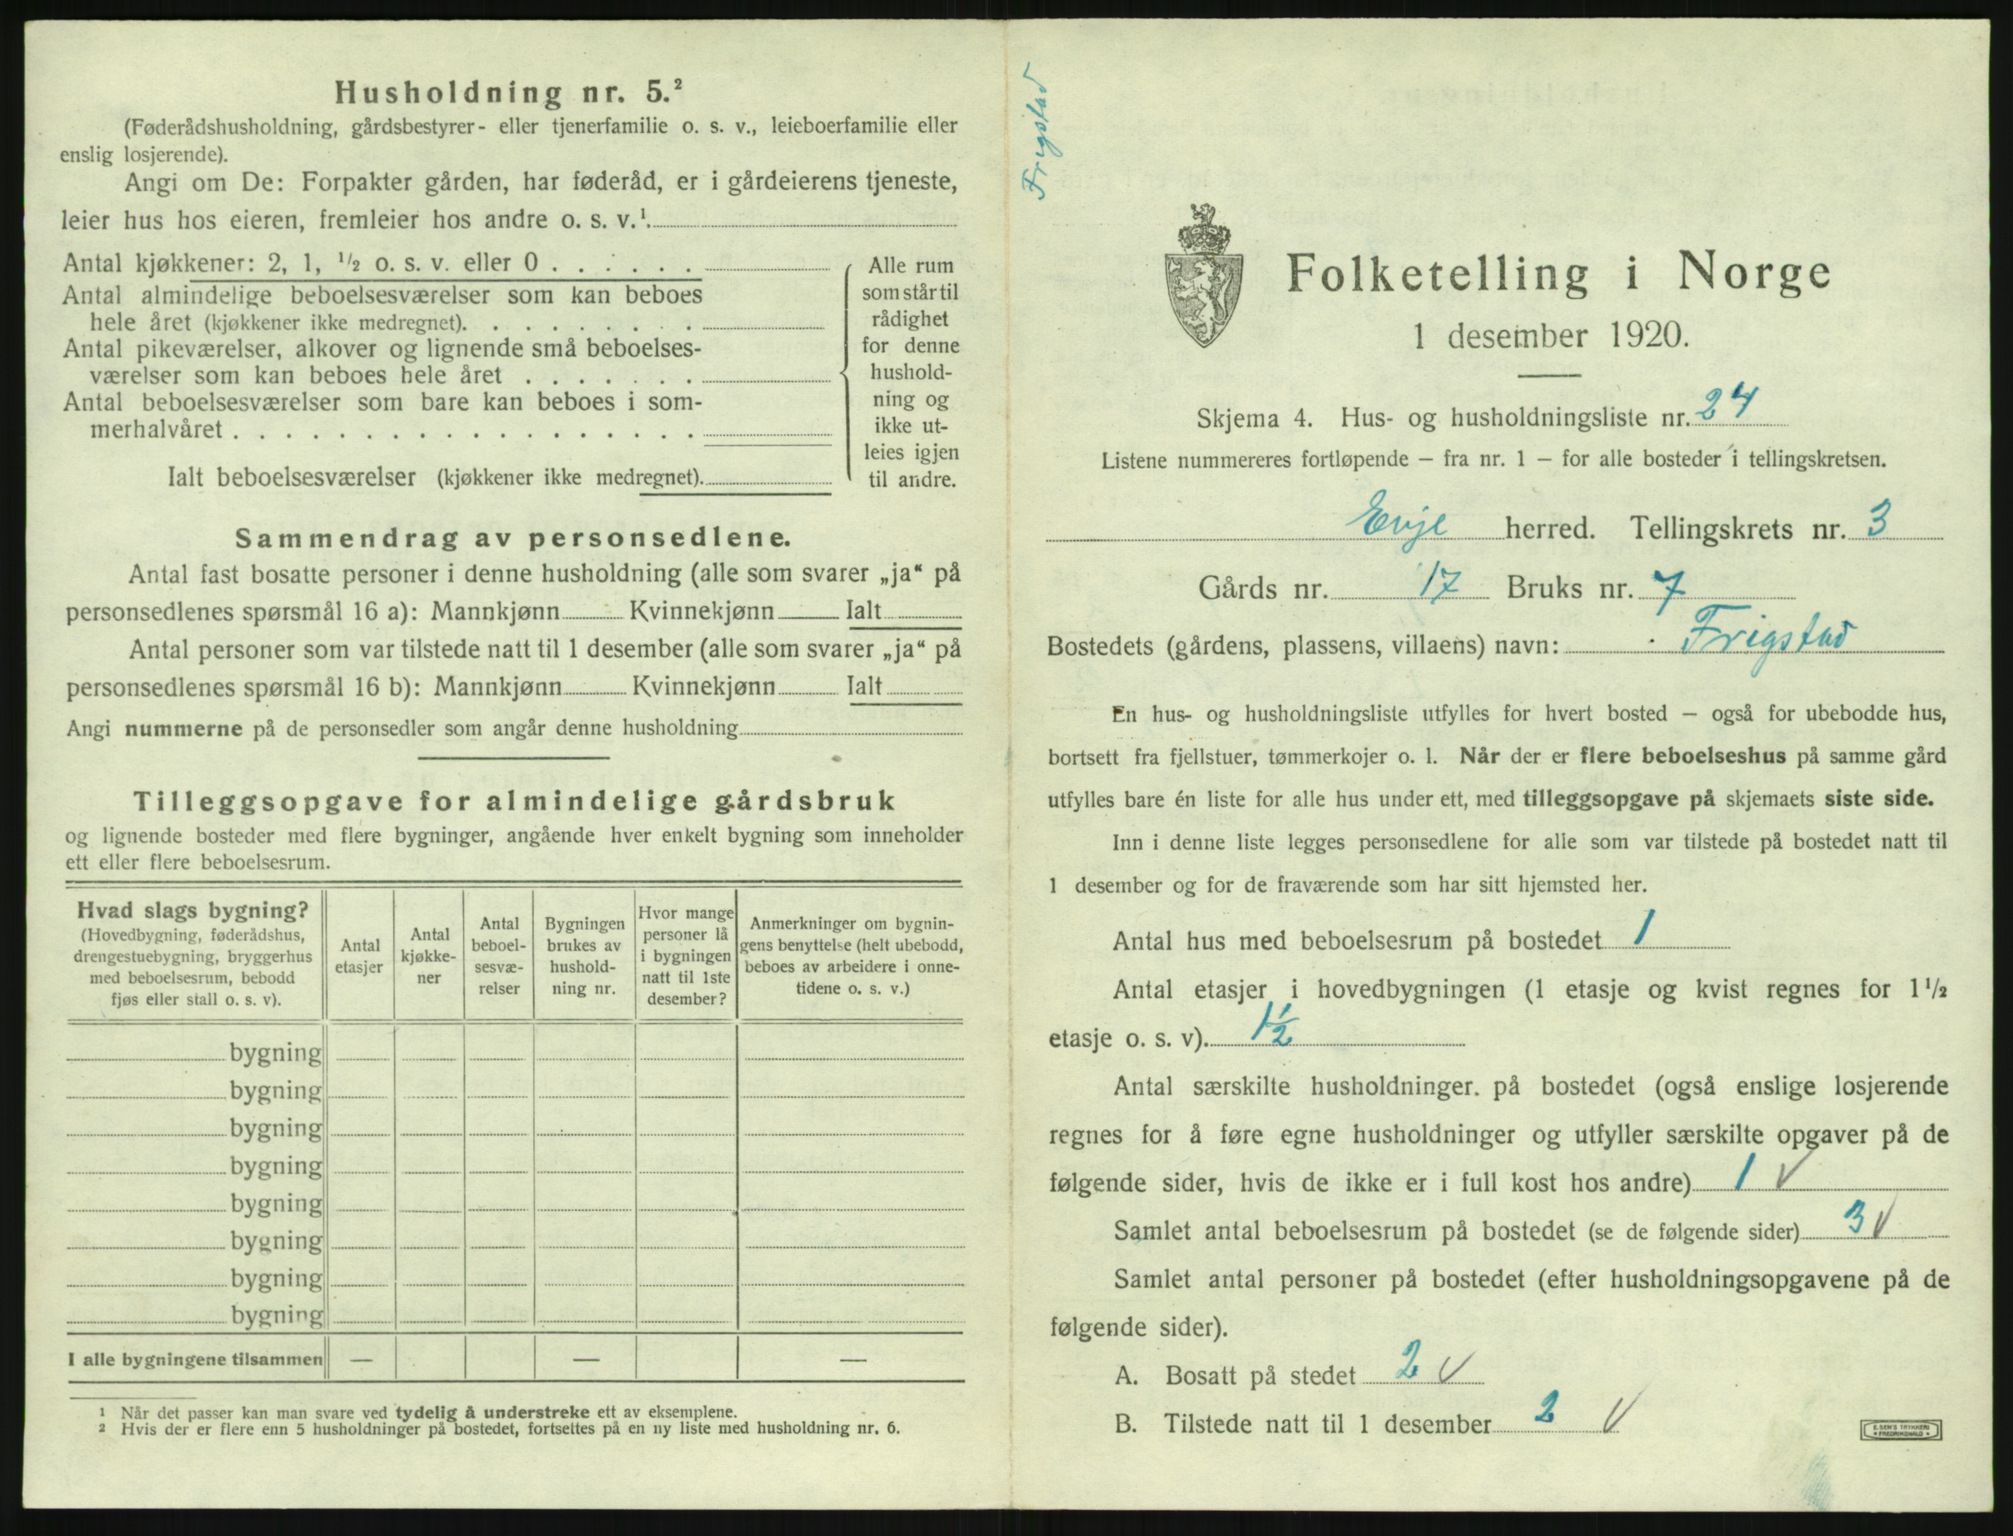 Husholdning nr. 5.²
(Føderådshusholdning, gårdsbestyrer- eller tjenerfamilie o. s. v., leieboerfamilie eller
enslig losjerende).
Angi om De: Forpakter gården, har føderåd, er i gårdeierens tjeneste,
leier hus hos eieren, fremleier hos andre o. s. v.¹.
Antal kjøkkener: 2, 1, ½ o. s. v. eller 0 . . . . . .
Antal almindelige beboelsesværelser som kan beboes
hele året (kjøkkener ikke medregnet). . . . . . . . .
Antal pikeværelser, alkover og lignende små beboelses-
værelser som kan beboes hele året . . . . . . .
Antal beboelsesværelser som bare kan beboes i som-
merhalvåret . . . . . . . . . . . . . . . . . .
Ialt beboelsesværelser (kjøkkener ikke medregnet).
Alle rum
som står til
rådighet
for denne
hushold-
ning og
ikke ut-
leies igjen
til andre.
Sammendrag av personsedlene.
Antal fast bosatte personer i denne husholdning (alle som svarer „ja“ på
personsedlenes spørsmål 16 a): Mannkjønn Kvinnekjønn Ialt
Antal personer som var tilstede natt til 1 desember (alle som svarer „ja“ på
personsedlenes spørsmål 16 b): Mannkjønn Kvinnekjønn Ialt
Angi nummerne på de personsedler som angår denne husholdning
Tilleggsopgave for almindelige gårdsbruk
og lignende bosteder med flere bygninger, angående hver enkelt bygning som inneholder
ett eller flere beboelsesrum.
Hvad slags bygning?
(Hovedbygning, føderådshus,
drengestuebygning, bryggerhus
med beboelsesrum, bebodd
fjøs eller stall o. s. v).
Antal
etasjer
Antal
kjøkke-
ner
Antal
beboel-
sesvæ-
relser
Bygningen
brukes av
hushold-
ning nr.
Hvor mange
personer lå
i bygningen
natt til 1ste
desember?
Anmerkninger om bygnin-
gens benyttelse (helt ubebodd,
beboes av arbeidere i onne-
tidene o. s. v.)
bygning
bygning
bygning
bygning
bygning
bygning
bygning
bygning
I alle bygningene tilsammen — — —
¹ Når det passer kan man svare ved tydelig å understreke ett av eksemplene.
² Hvis der er flere enn 5 husholdninger på bostedet, fortsettes på en ny liste med husholdning nr. 6.
Frigstad
Folketelling i Norge
1 desember 1920.
Skjema 4. Hus- og husholdningsliste nr. 24
Listene nummereres fortløpende — fra nr. 1 — for alle bosteder i tellingskretsen.
Evje herred. Tellingskrets nr. 3
Gårds nr. 17 Bruks nr. 7
Bostedets (gårdens, plassens, villaens) navn: Frigstad
En hus- og husholdningsliste utfylles for hvert bosted — også for ubebodde hus,
bortsett fra fjellstuer, tømmerkojer o. l. Når der er flere beboelseshus på samme gård
utfylles bare én liste for alle hus under ett, med tilleggsopgave på skjemaets siste side.
Inn i denne liste legges personsedlene for alle som var tilstede på bostedet natt til
1 desember og for de fraværende som har sitt hjemsted her.
Antal hus med beboelsesrum på bostedet 1
Antal etasjer i hovedbygningen (1 etasje og kvist regnes for 1½
etasje o. s. v). 1½
Antal særskilte husholdninger. på bostedet (også enslige losjerende
regnes for å føre egne husholdninger og utfyller særskilte opgaver på de
følgende sider, hvis de ikke er i full kost hos andre) 1 V
Samlet antal beboelsesrum på bostedet (se de følgende sider) 3 V
Samlet antal personer på bostedet (efter husholdningsopgavene på de
følgende sider).
A. Bosatt på stedet 2 V
B. Tilstede natt til 1 desember 2 V